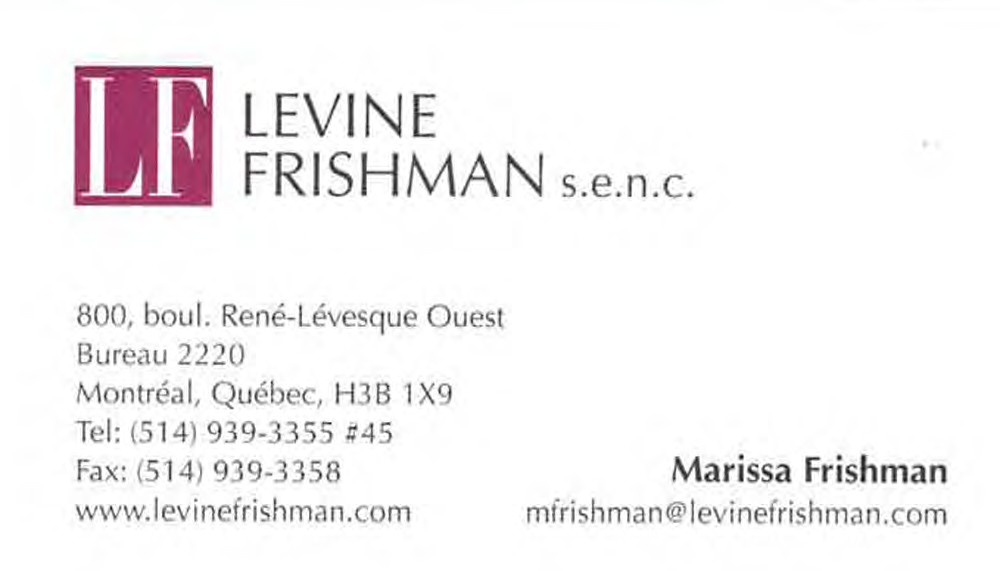 LF
LEVINE
FRISHMAN s.e.n.c.
800, boul. René-Lévesque Ouest
Bureau 2220
Montréal, Québec, H3B 1X9
Tel: (514) 939-3355 #45
Fax: (514) 939-3358
www.levinefrishman.com
Marissa Frishman
mfrishman@levinefrishman.com